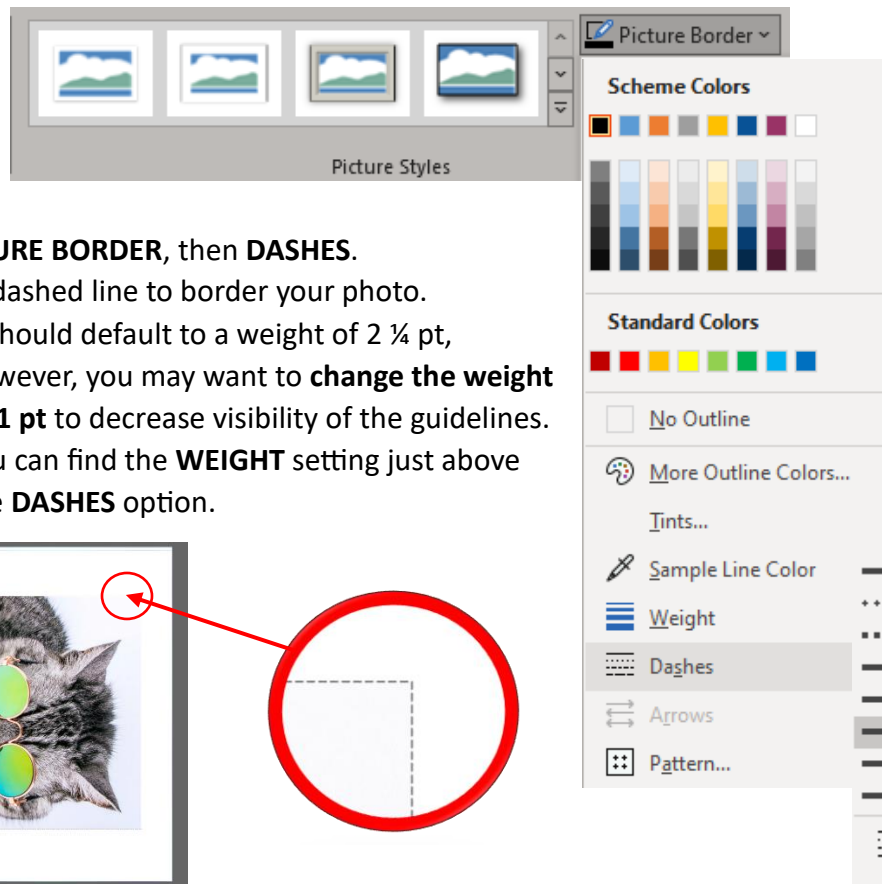 Picture Border
Picture Styles
Scheme Colors
Standard Colors
No Outline
More Outline Colors...
Tints...
Sample Line Color
Weight
Dashes
Arrows
Pattern...
URE BORDER, then DASHES.
dashed line to border your photo.
hould default to a weight of 2 ¼ pt,
wever, you may want to change the weight
1 pt to decrease visibility of the guidelines.
u can find the WEIGHT setting just above
e DASHES option.